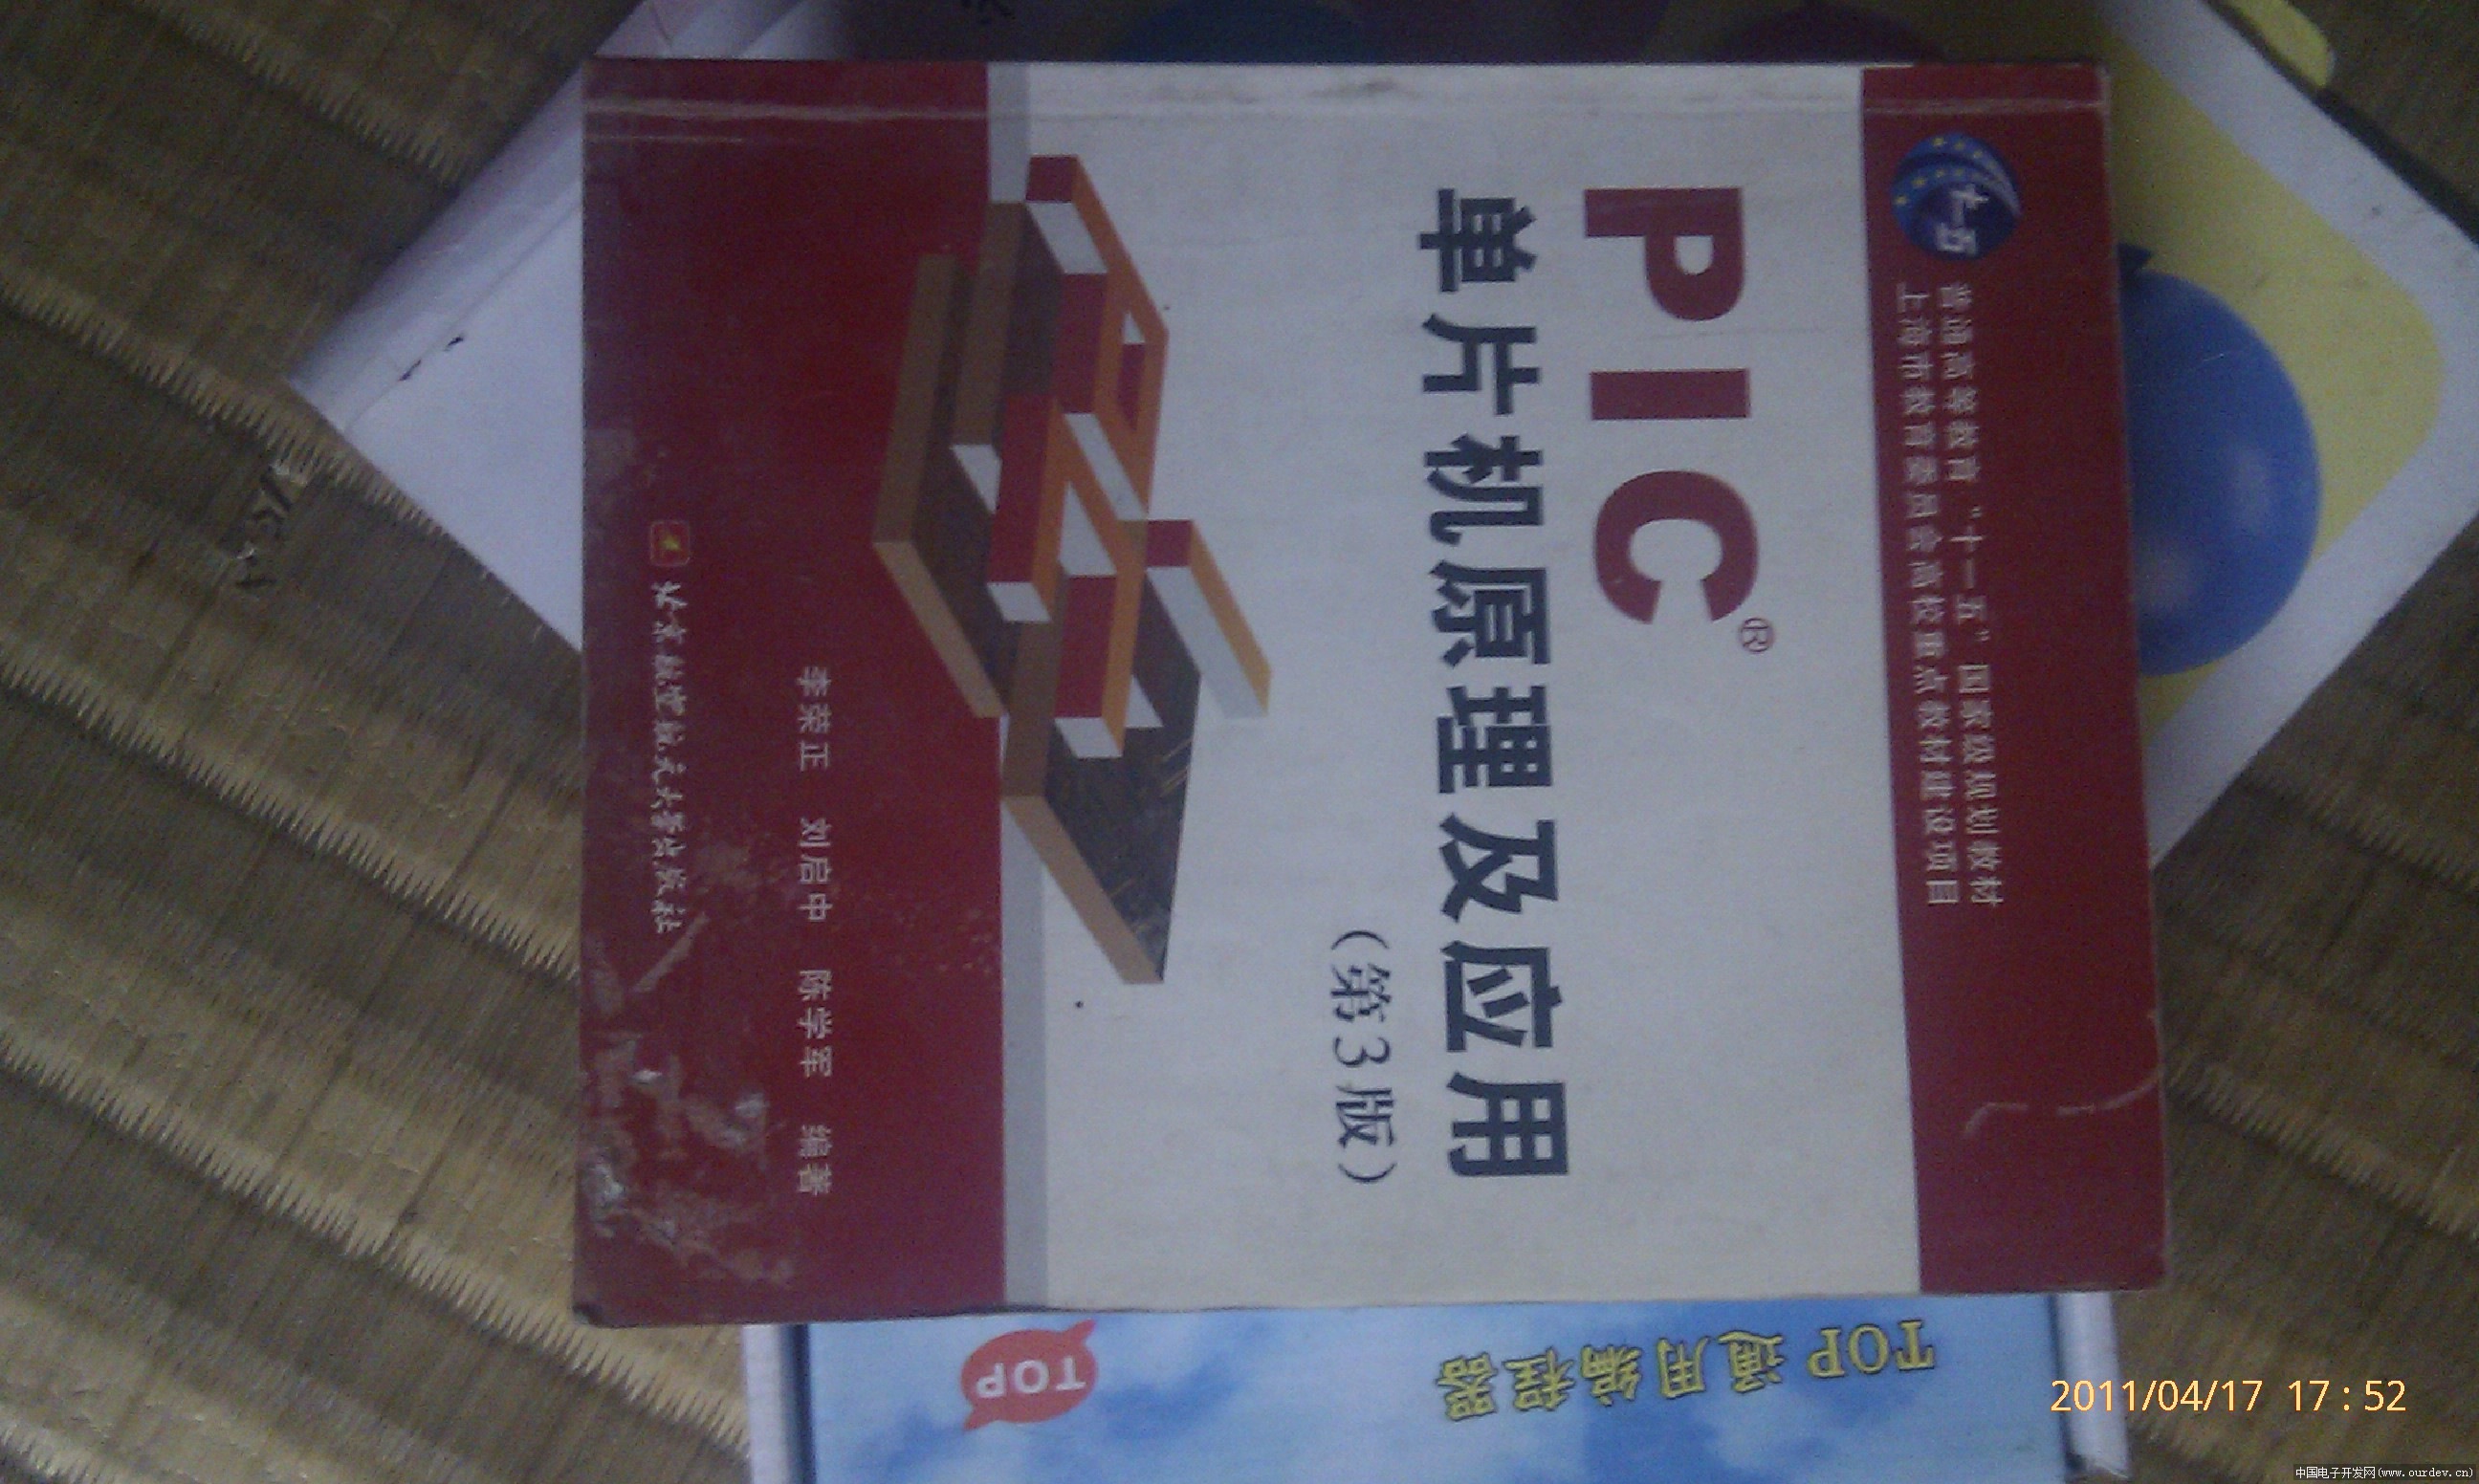 十一五
普通高等教育“十一五”国家级规划教材
上海市教育委员会高校重点教材建设项目
PIC®
单片机原理及应用
（第3版）
李荣正 刘启中 陈学军 编著
北京航空航天大学出版社
TOP 通用编程器
TOP
2011/04/17 17:52
中国电子开发网(www.ourdev.cn)